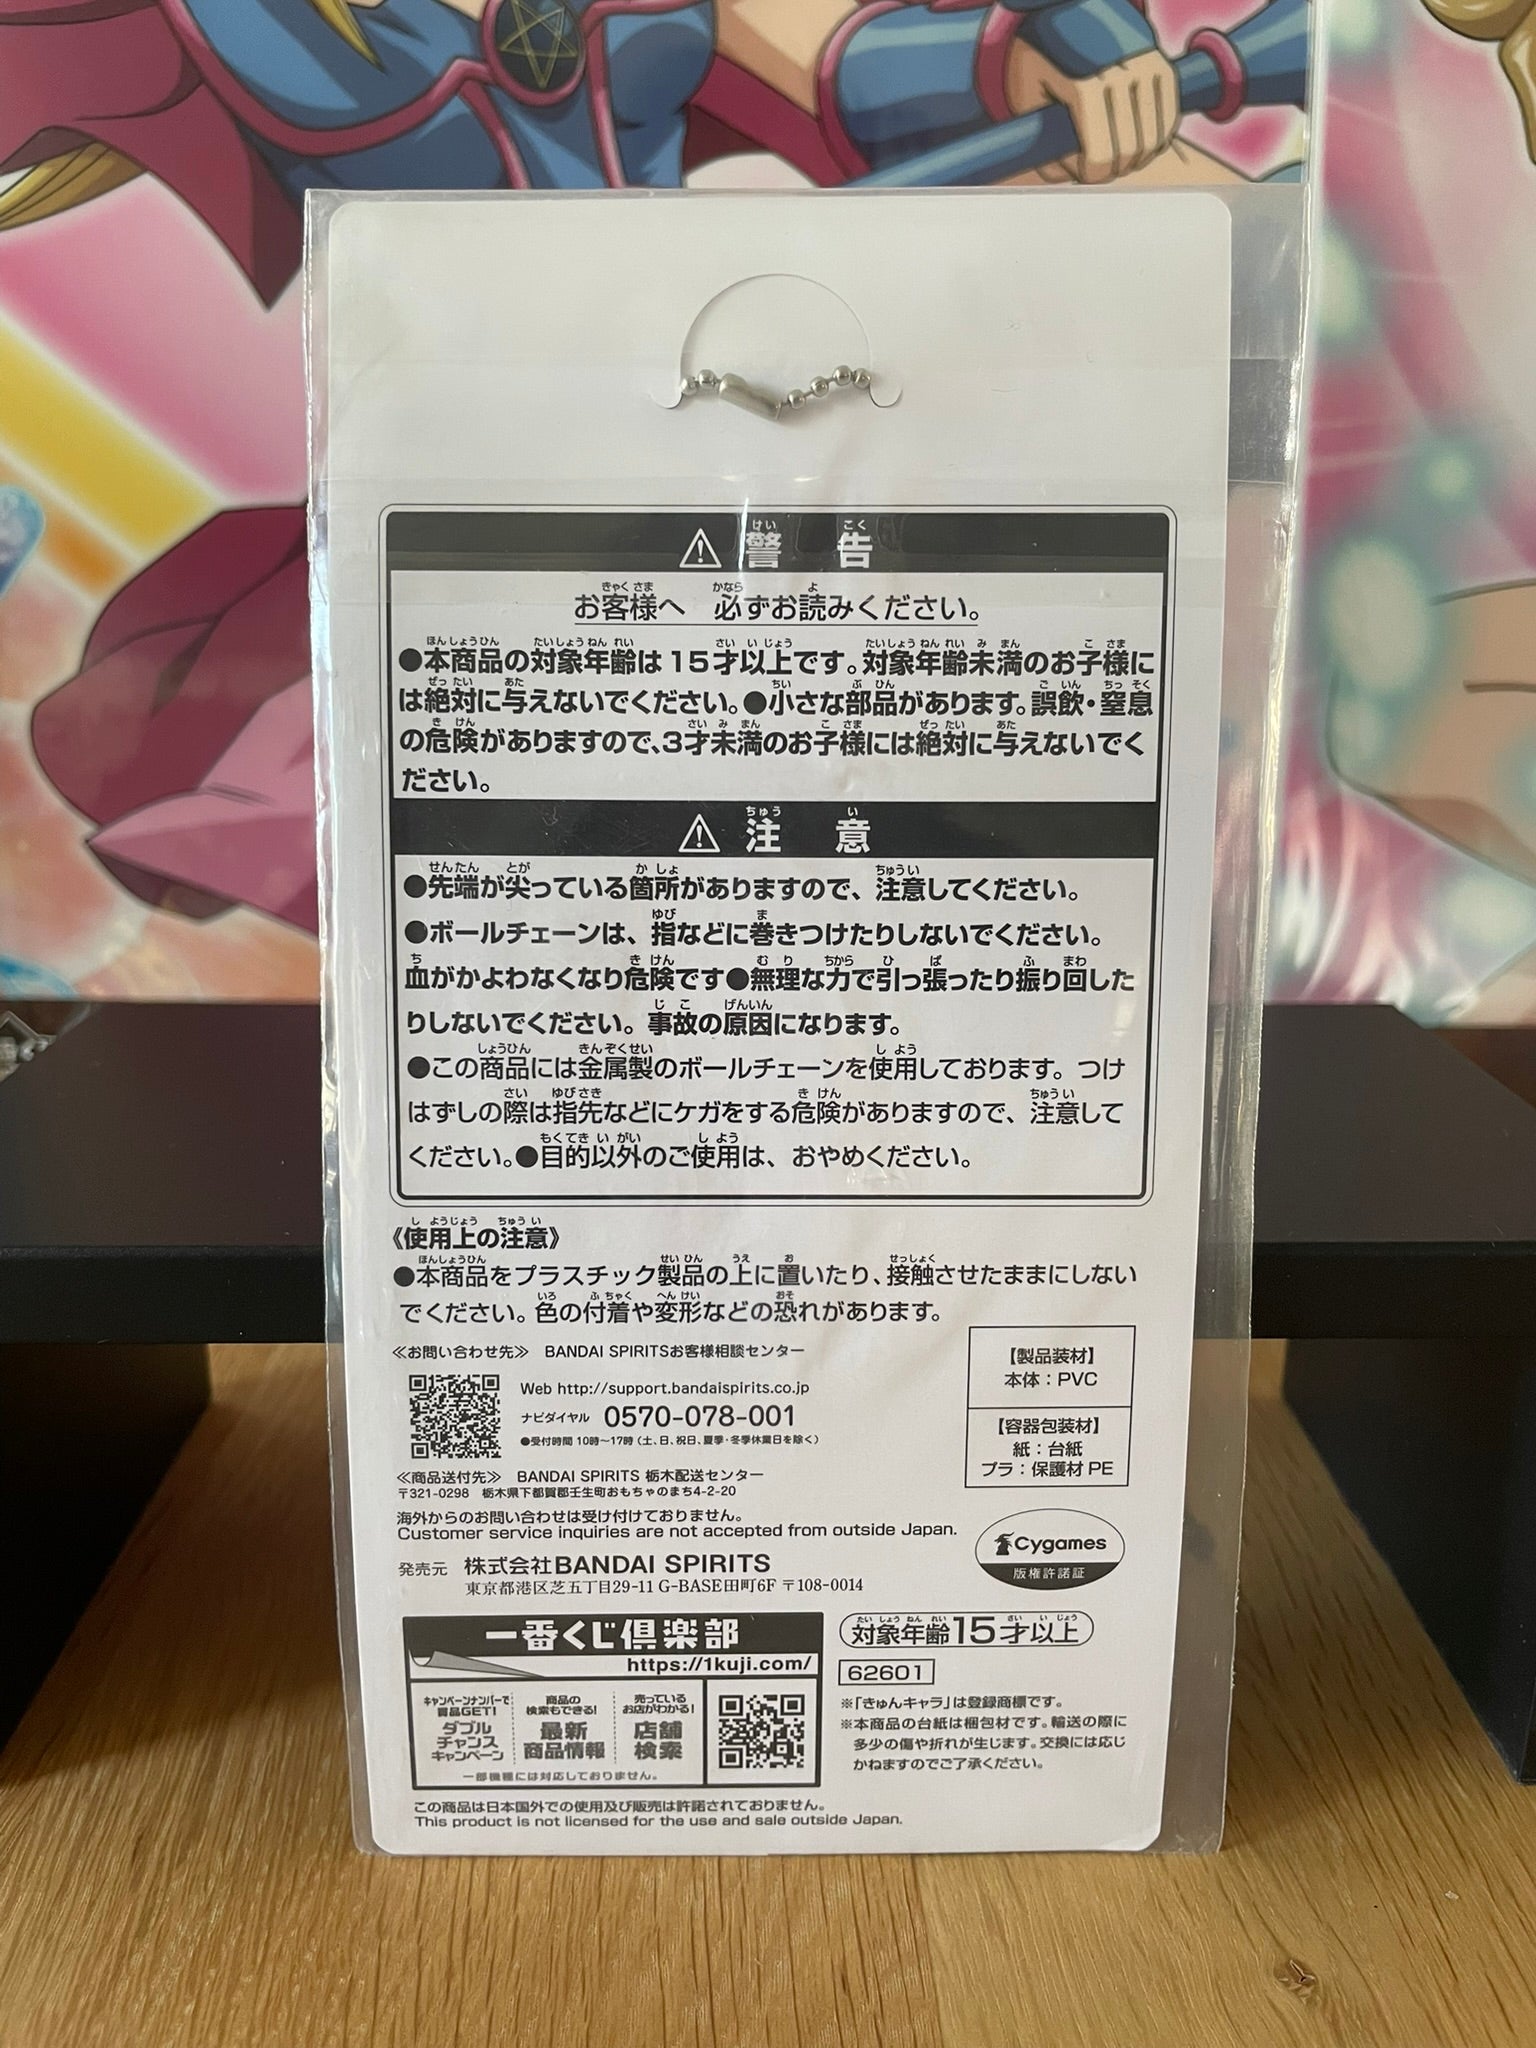 ⚠警告
お客様へ 必ずお読みください。
●本商品の対象年齢は15才以上です。対象年齢未満のお子様に
は絶対に与えないでください。●小さな部品があります。誤飲・窒息
の危険がありますので、3才未満のお子様には絶対に与えないでく
ださい。
⚠注意
●先端が尖っている箇所がありますので、注意してください。
●ボールチェーンは、指などに巻きつけたりしないでください。
血がかよわなくなり危険です●無理な力で引っ張ったり振り回した
りしないでください。事故の原因になります。
●この商品には金属製のボールチェーンを使用しております。つけ
はずしの際は指先などにケガをする危険がありますので、注意して
ください。●目的以外のご使用は、おやめください。
《使用上の注意》
●本商品をプラスチック製品の上に置いたり、接触させたままにしない
でください。色の付着や変形などの恐れがあります。
≪お問い合わせ先≫ BANDAI SPIRITSお客様相談センター
Web http://support.bandaispirits.co.jp
ナビダイヤル 0570-078-001
●受付時間 10時〜17時(土、日、祝日、夏季・冬季休業日を除く)
≪商品送付先≫ BANDAI SPIRITS 栃木配送センター
〒321-0298 栃木県下都賀郡壬生町おもちゃのまち4-2-20
【製品装材】
本体:PVC
【容器包装材】
紙:台紙
プラ:保護材 PE
海外からのお問い合わせは受け付けておりません。
Customer service inquiries are not accepted from outside Japan.
発売元 株式会社BANDAI SPIRITS
東京都港区芝五丁目29-11 G-BASE田町6F 〒108-0014
Cygames
版権許諾証
一番くじ倶楽部
https://1kuji.com/
キャンペーンナンバーで
賞品GET!
ダブル
チャンス
キャンペーン
商品の
検索もできる!
最新
商品情報
売っている
お店がわかる!
店舗
検索
一部機種には対応しておりません。
対象年齢15才以上
62601
※「きゅんキャラ」は登録商標です。
※本商品の台紙は梱包材です。輸送の際に
多少の傷や折れが生じます。交換には応じ
かねますのでご了承ください。
この商品は日本国外での使用及び販売は許諾されておりません。
This product is not licensed for the use and sale outside Japan.